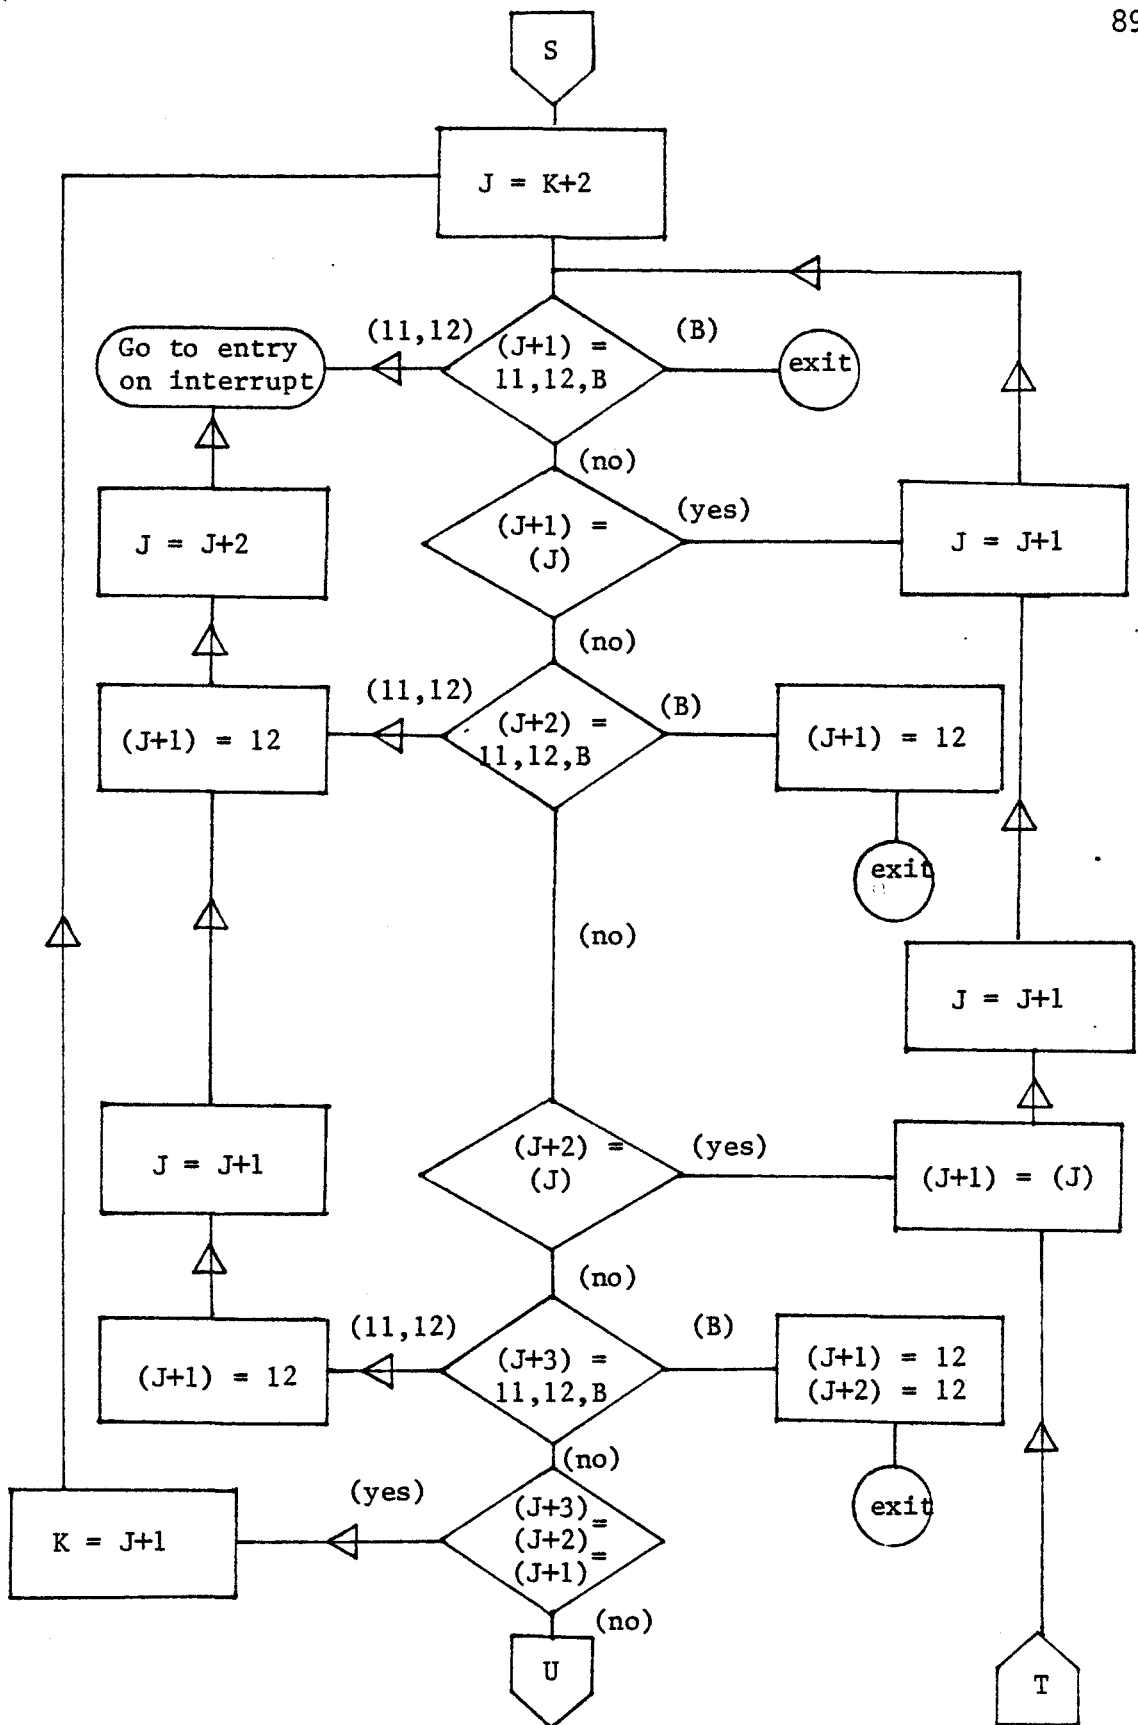 89
S
J = K+2
(11,12)
(B)
Go to entry
on interrupt
(J+1) =
11,12,B
exit
(no)
(J+1) =
(J)
(yes)
J = J+2
J = J+1
(no)
(11,12)
(B)
(J+1) = 12
(J+2) =
11,12,B
(J+1) = 12
exit
(no)
J = J+1
J = J+1
(J+2) =
(J)
(yes)
(J+1) = (J)
(no)
(11,12)
(B)
(J+1) = 12
(J+3) =
11,12,B
(J+1) = 12
(J+2) = 12
(no)
exit
(yes)
K = J+1
(J+3)=
(J+2)=
(J+1)
(no)
U
T